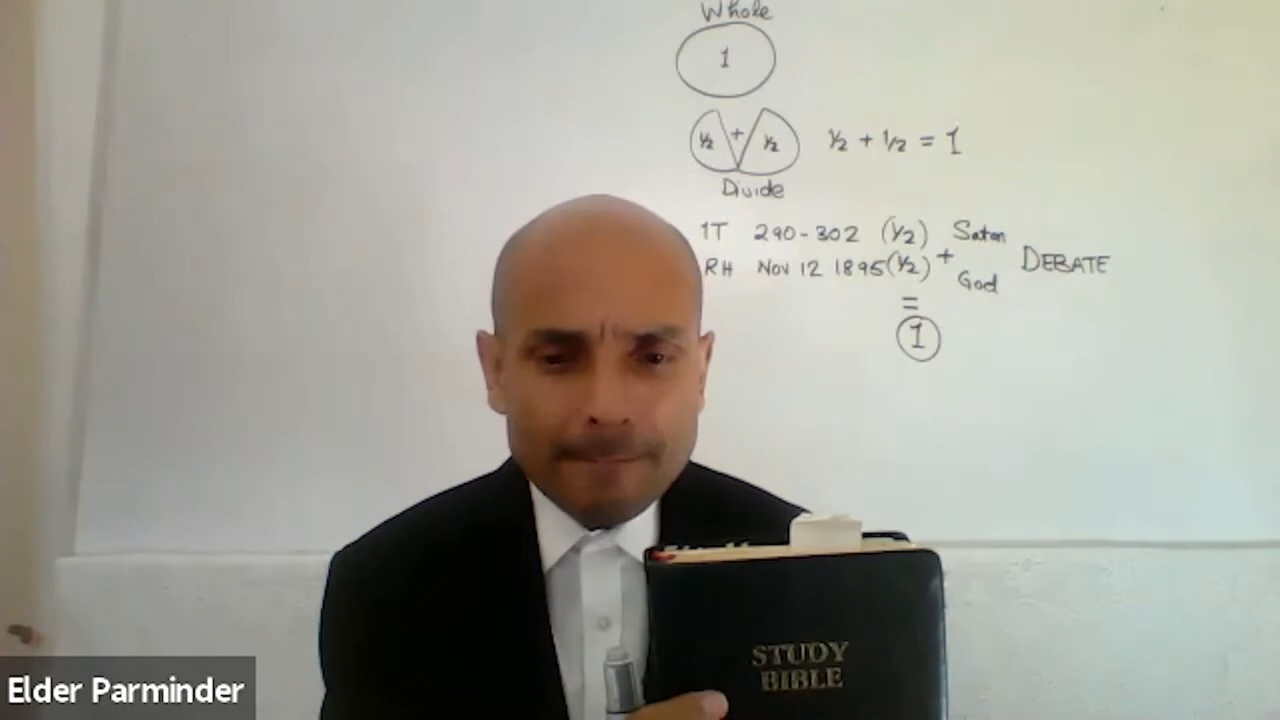 Whole
1
½ + ½
½ + ½ = 1
Divide
1T 290-302 (½) Satan
+ DEBATE
RH Nov 12 1895 (½) God
=
1
STUDY
BIBLE
Elder Parminder